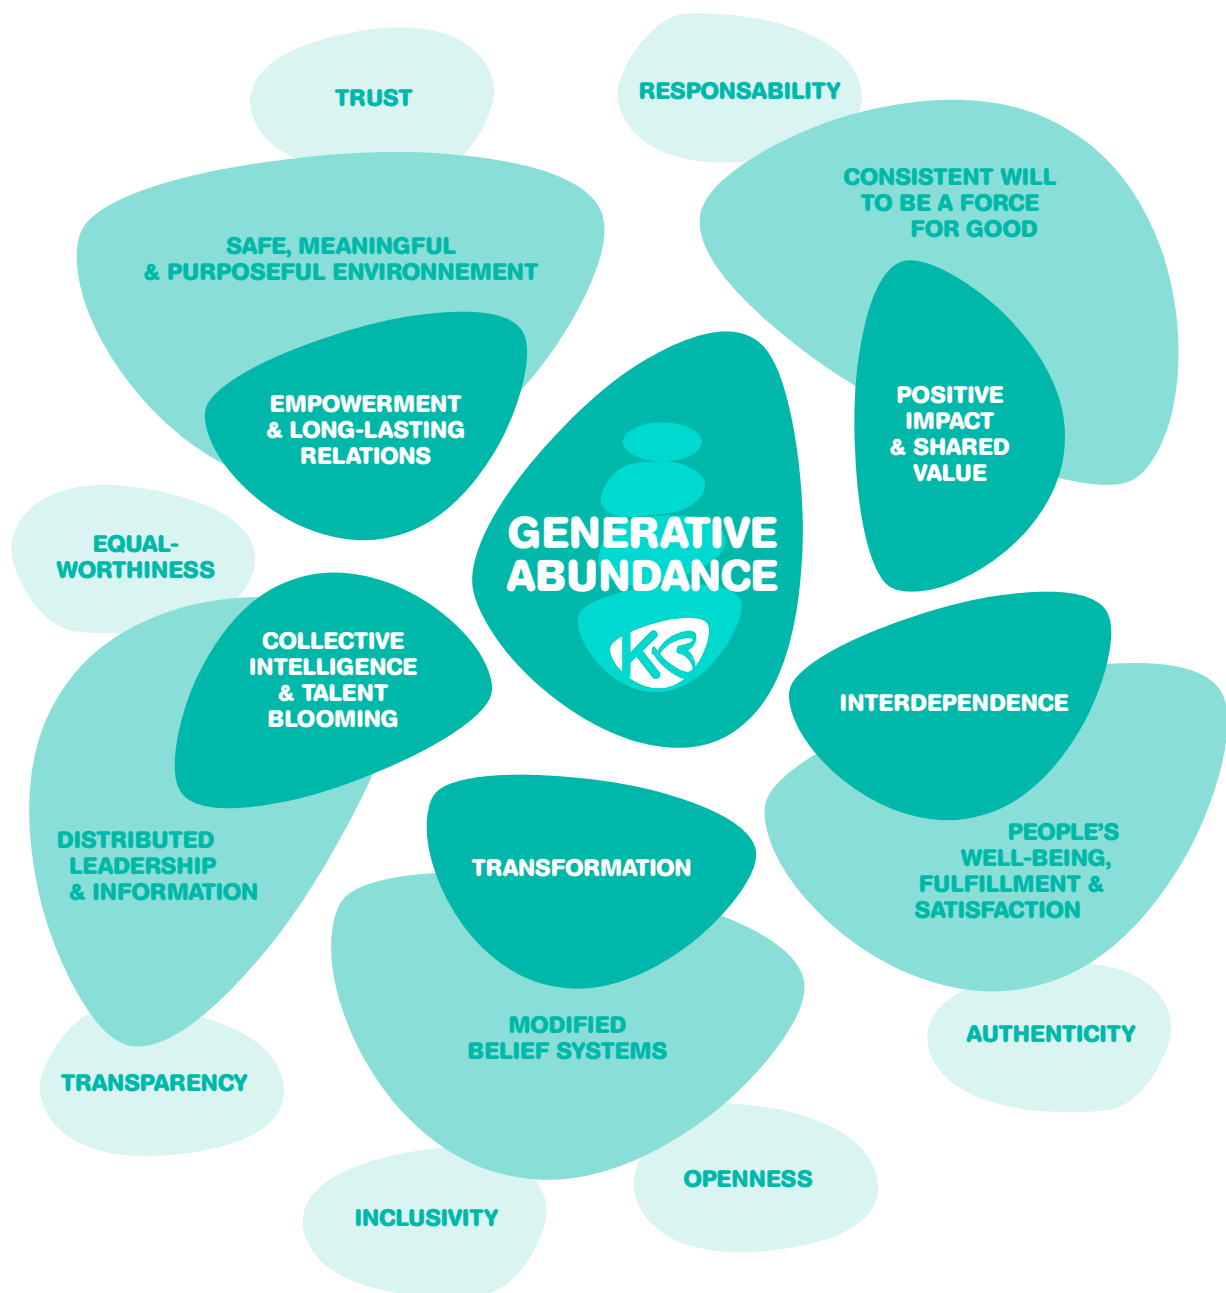 TRUST
RESPONSABILITY
CONSISTENT WILL
TO BE A FORCE
FOR GOOD
SAFE, MEANINGFUL
& PURPOSEFUL ENVIRONNEMENT
EMPOWERMENT
& LONG-LASTING
RELATIONS
POSITIVE
IMPACT
& SHARED
VALUE
GENERATIVE
ABUNDANCE
EQUAL-
WORTHINESS
COLLECTIVE
INTELLIGENCE
& TALENT
BLOOMING
INTERDEPENDENCE
DISTRIBUTED
LEADERSHIP
& INFORMATION
TRANSFORMATION
PEOPLE’S
WELL-BEING,
FULFILLMENT &
SATISFACTION
MODIFIED
BELIEF SYSTEMS
AUTHENTICITY
TRANSPARENCY
OPENNESS
INCLUSIVITY